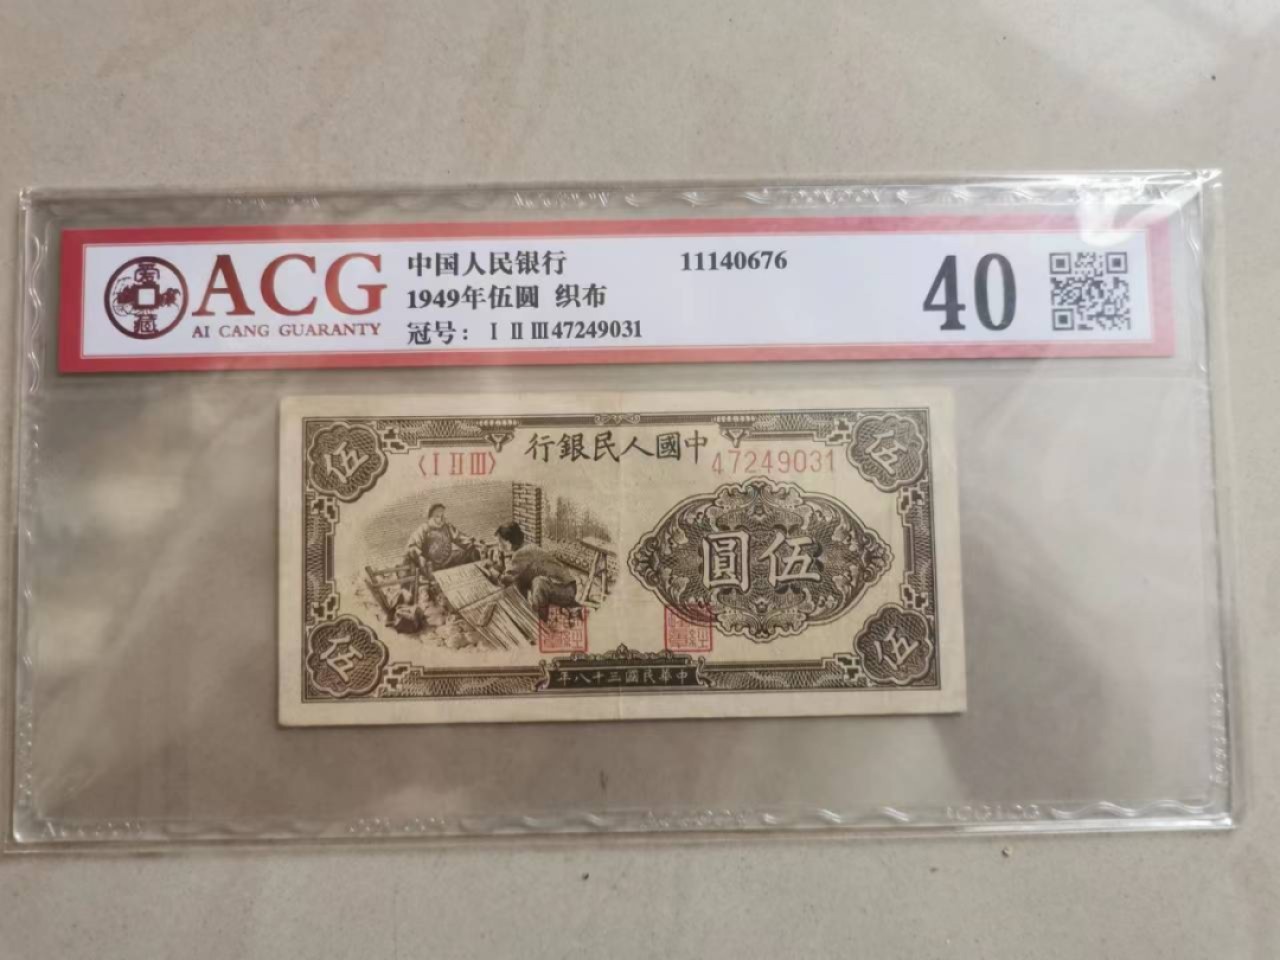 ACG
AI CANG GUARANTY
中国人民银行
1949年伍圆 织布
冠号：ⅠⅡⅢ47249031
11140676
40
行銀民人國中
〈Ⅰ Ⅱ Ⅲ〉
47249031
伍
伍
圓伍
伍
伍
年八十三國民華中